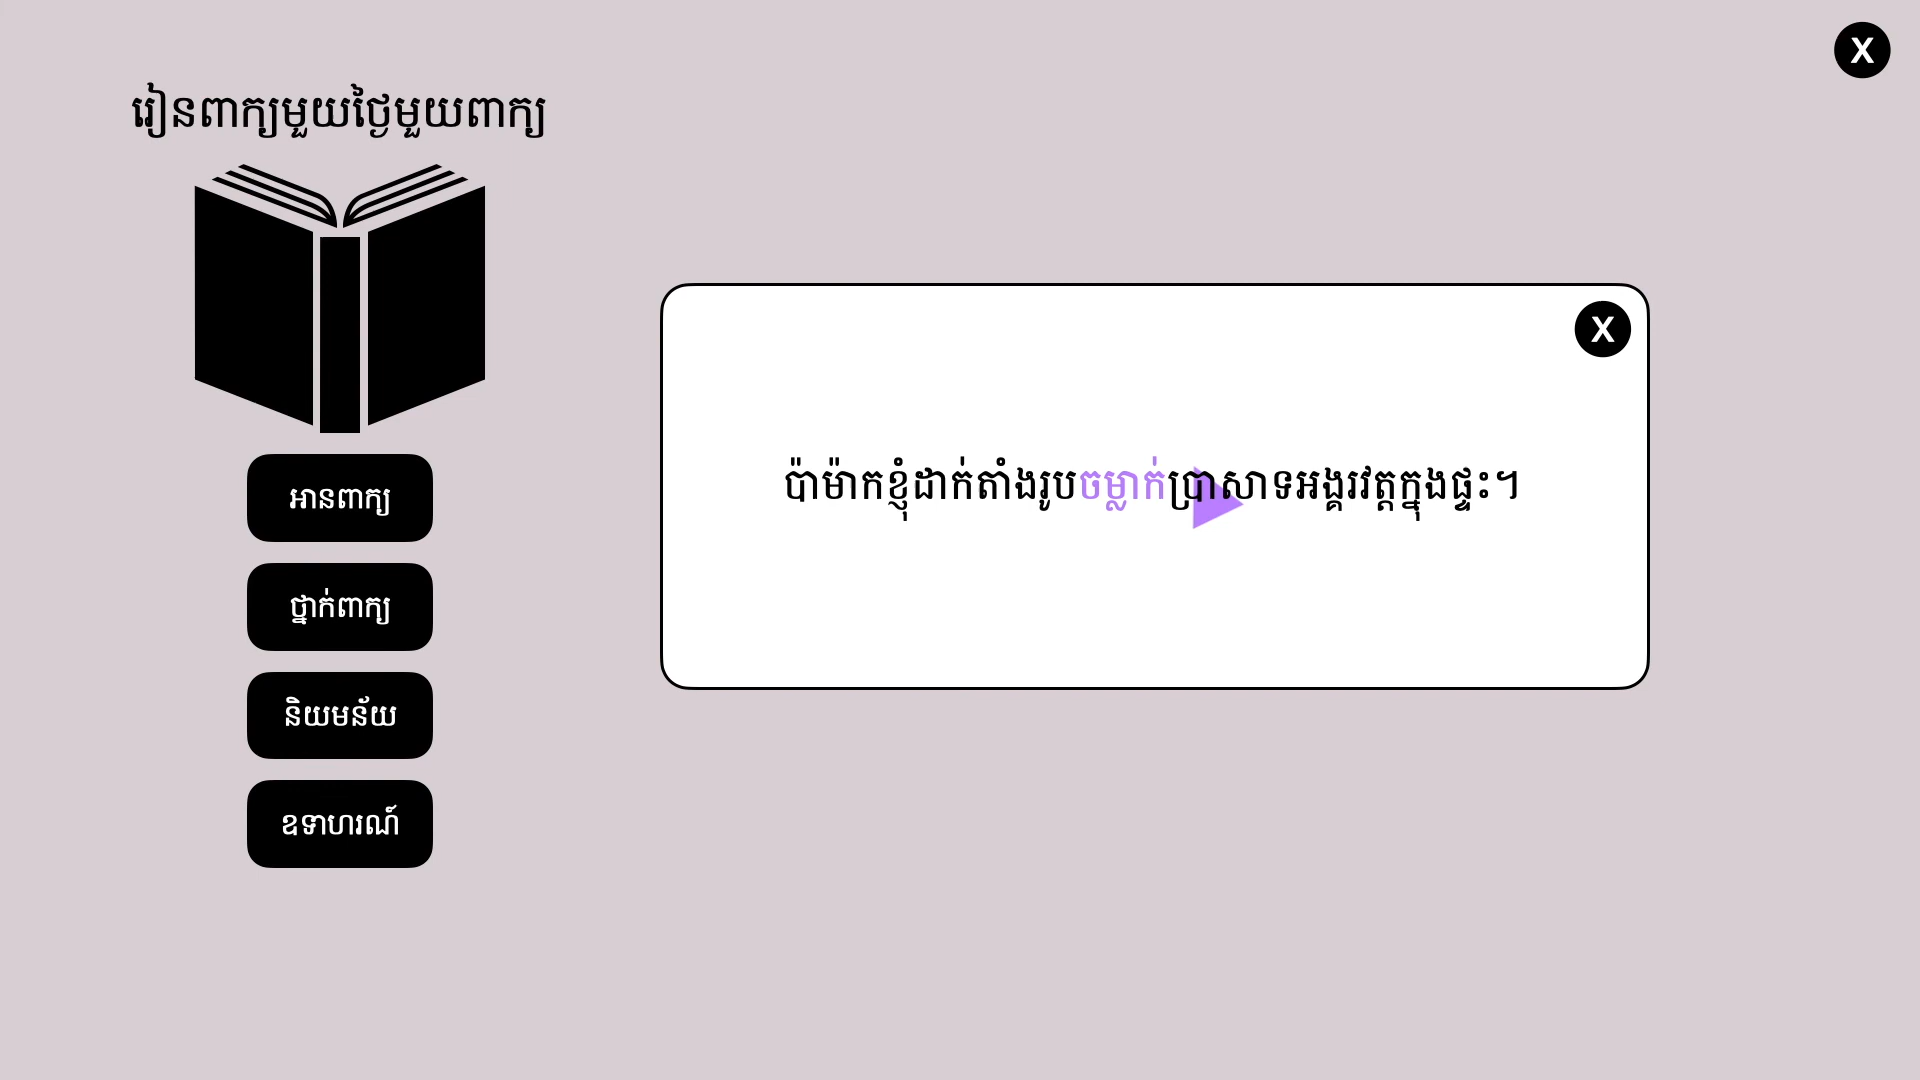 X
រៀនពាក្យមួយថ្ងៃមួយពាក្យ
X
ប៉ាម៉ាកខ្ញុំដាក់តាំងរូបចម្លាក់ប្រាសាទអង្គរវត្តក្នុងផ្ទះ។
អានពាក្យ
ថ្នាក់ពាក្យ
និយមន័យ
ឧទាហរណ៍